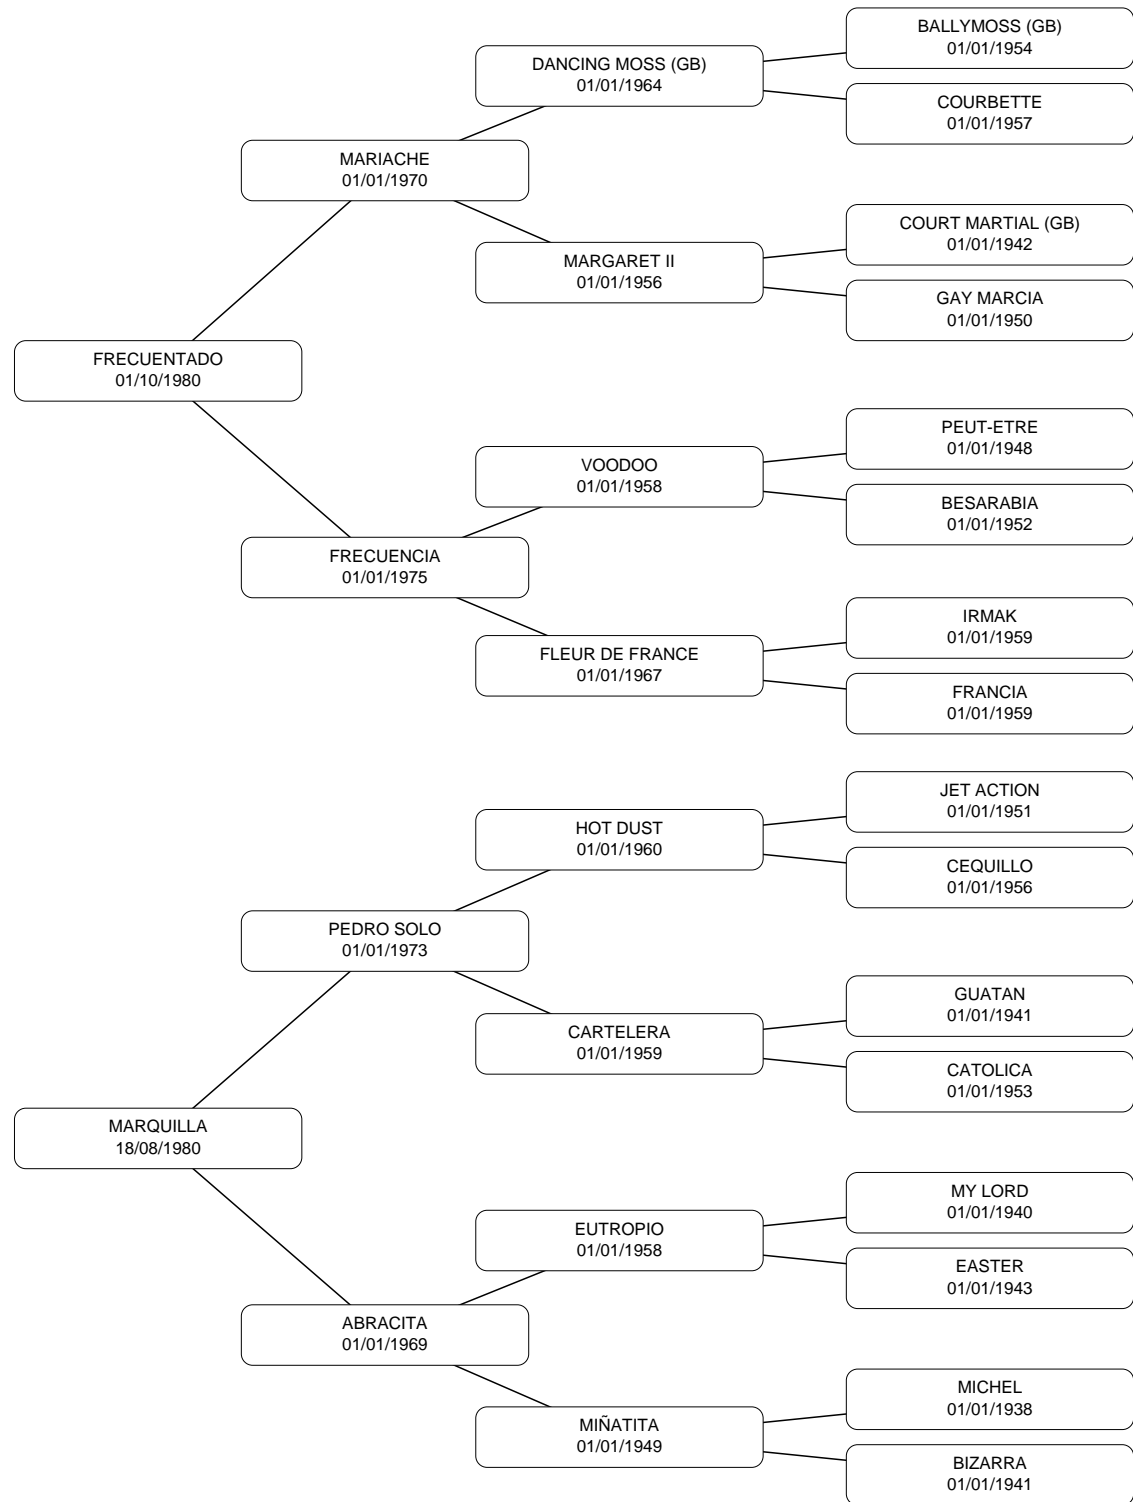 BALLYMOSS (GB)
01/01/1954
DANCING MOSS (GB)
01/01/1964
COURBETTE
01/01/1957
MARIACHE
01/01/1970
COURT MARTIAL (GB)
01/01/1942
MARGARET II
01/01/1956
GAY MARCIA
01/01/1950
FRECUENTADO
01/10/1980
PEUT-ETRE
01/01/1948
VOODOO
01/01/1958
BESARABIA
01/01/1952
FRECUENCIA
01/01/1975
IRMAK
01/01/1959
FLEUR DE FRANCE
01/01/1967
FRANCIA
01/01/1959
JET ACTION
01/01/1951
HOT DUST
01/01/1960
CEQUILLO
01/01/1956
PEDRO SOLO
01/01/1973
GUATAN
01/01/1941
CARTELERA
01/01/1959
CATOLICA
01/01/1953
MARQUILLA
18/08/1980
MY LORD
01/01/1940
EUTROPIO
01/01/1958
EASTER
01/01/1943
ABRACITA
01/01/1969
MICHEL
01/01/1938
MIÑATITA
01/01/1949
BIZARRA
01/01/1941